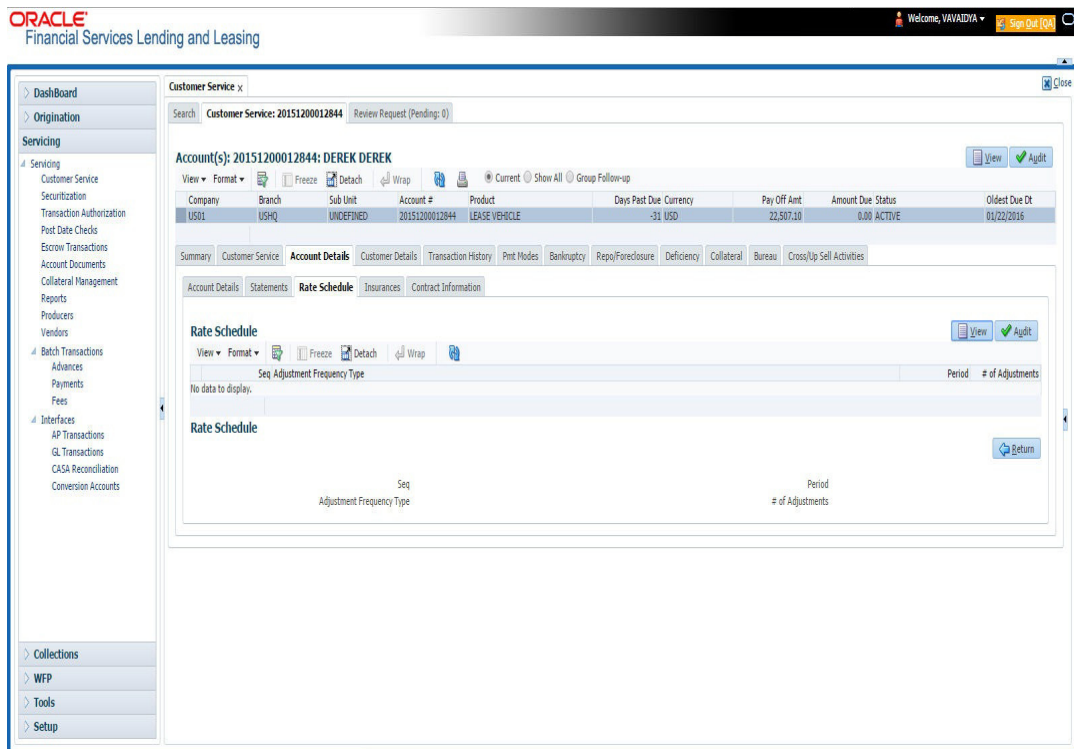 ORACLE
Financial Services Lending and Leasing
Welcome, VAVAIDYA
Sign Out [QA]
Close
DashBoard
Origination
Servicing
Servicing
Customer Service
Securitization
Transaction Authorization
Post Date Checks
Escrow Transactions
Account Documents
Collateral Management
Reports
Producers
Vendors
Batch Transactions
Advances
Payments
Fees
Interfaces
AP Transactions
GL Transactions
CASA Reconciliation
Conversion Accounts
Collections
WFP
Tools
Setup
Customer Service x
Search Customer Service: 20151200012844 Review Request (Pending: 0)
Account(s): 20151200012844: DEREK DEREK
View Audit
View Format Freeze Detach Wrap Current Show All Group Follow-up
Company Branch Sub Unit Account # Product Days Past Due Currency Pay Off Amt Amount Due Status Oldest Due Dt
US01 USHQ UNDEFINED 20151200012844 LEASE VEHICLE -31 USD 22,507.10 0.00 ACTIVE 01/22/2016
Summary Customer Service Account Details Customer Details Transaction History Pmt Modes Bankruptcy Repo/Foreclosure Deficiency Collateral Bureau Cross/Up Sell Activities
Account Details Statements Rate Schedule Insurances Contract Information
Rate Schedule
View Audit
View Format Freeze Detach Wrap
Seq Adjustment Frequency Type Period # of Adjustments
No data to display.
Rate Schedule
Return
Seq Period
Adjustment Frequency Type # of Adjustments